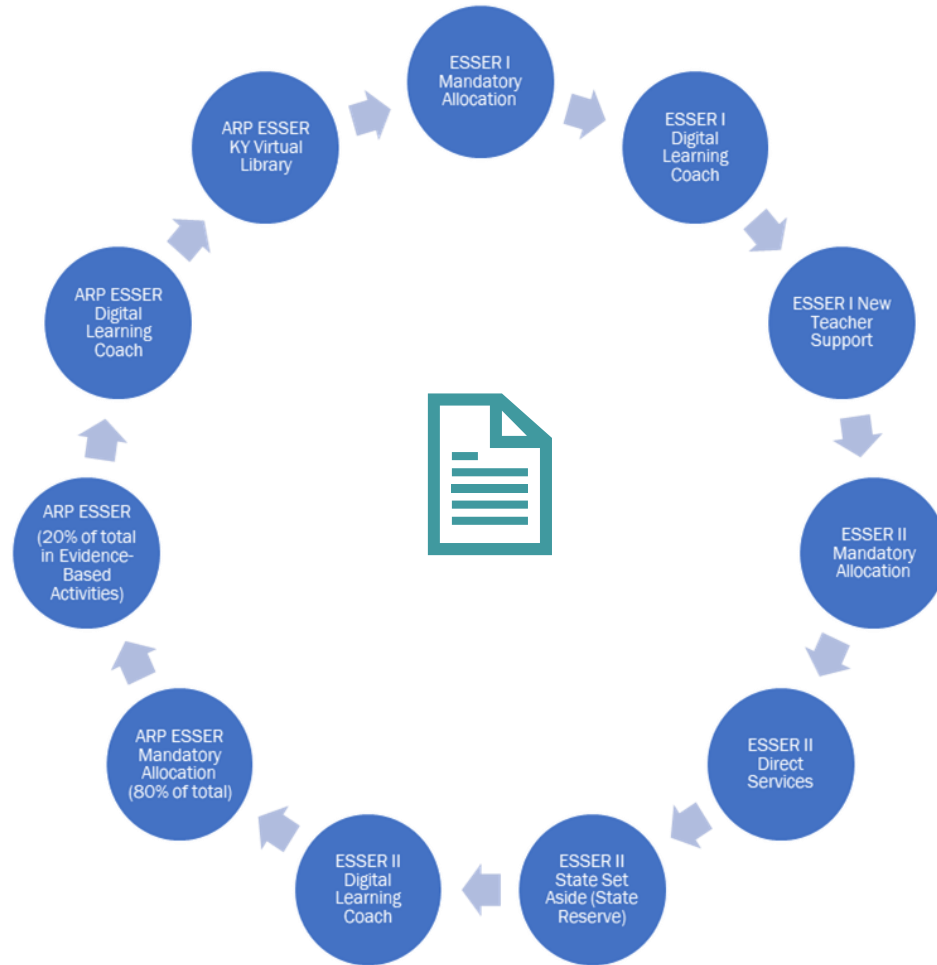 ESSER I
Mandatory
Allocation
ESSER I
Digital
Learning
Coach
ESSER I New
Teacher
Support
ESSER II
Mandatory
Allocation
ESSER II
Direct
Services
ESSER II
State Set
Aside (State
Reserve)
ESSER II
Digital
Learning
Coach
ARP ESSER
Mandatory
Allocation
(80% of total)
ARP ESSER
(20% of total
in Evidence-
Based
Activities)
ARP ESSER
Digital
Learning
Coach
ARP ESSER
KY Virtual
Library